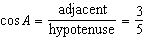 cos A = adjacent / hypotenuse = 3/5